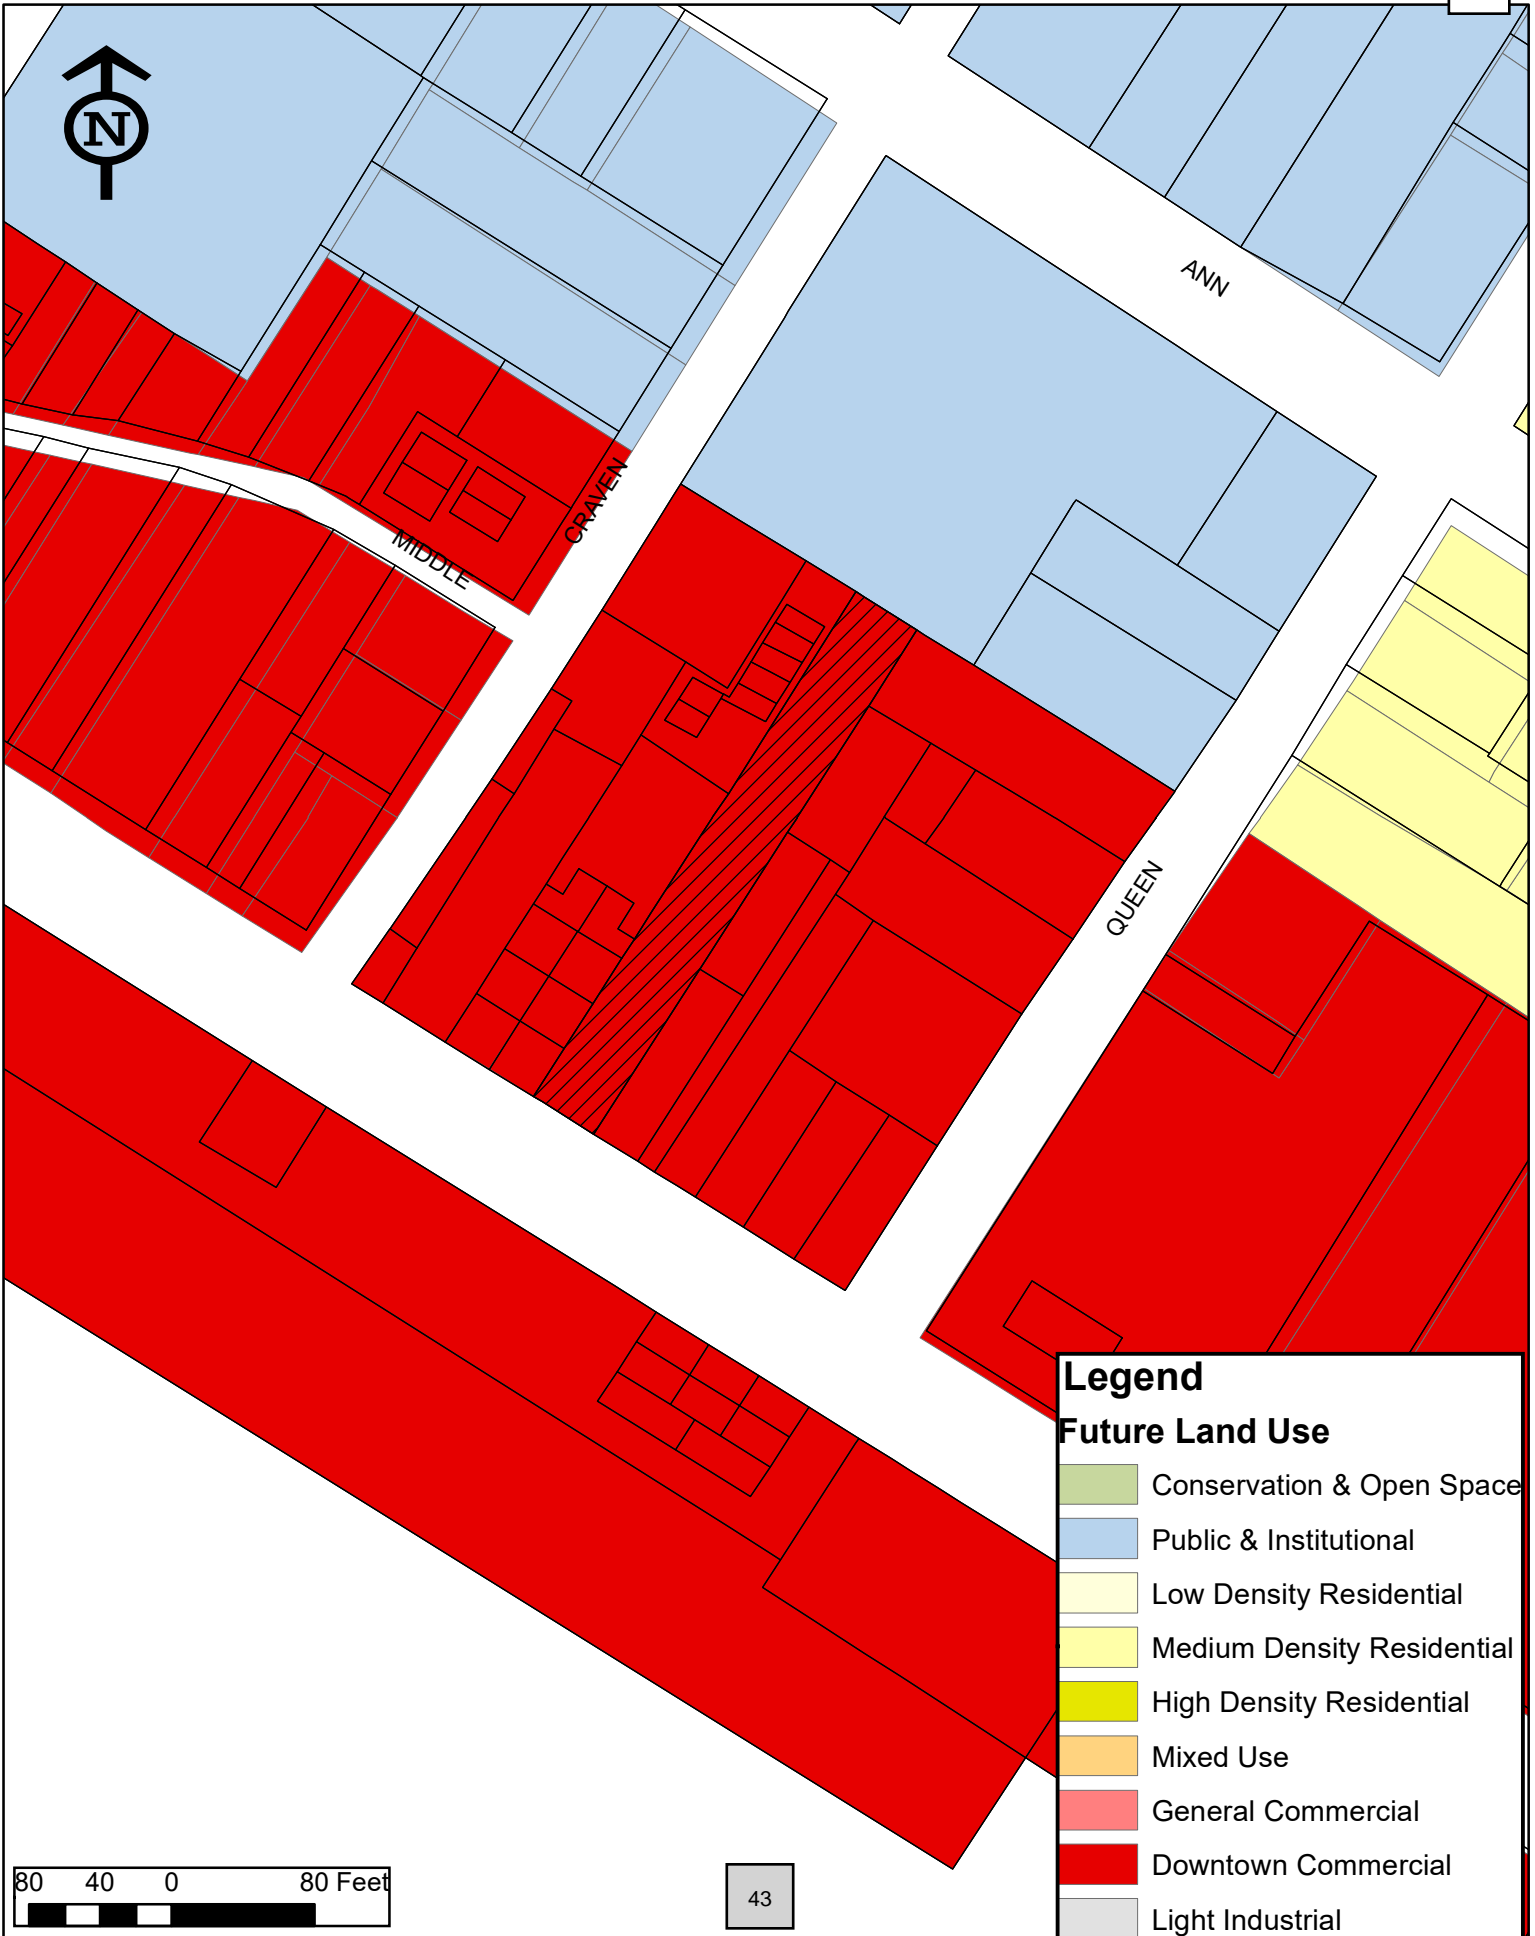 N
ANN
CRAVEN
MIDDLE
QUEEN
Legend
Future Land Use
Conservation & Open Space
Public & Institutional
Low Density Residential
Medium Density Residential
High Density Residential
Mixed Use
General Commercial
Downtown Commercial
Light Industrial
80 40 0 80 Feet
43